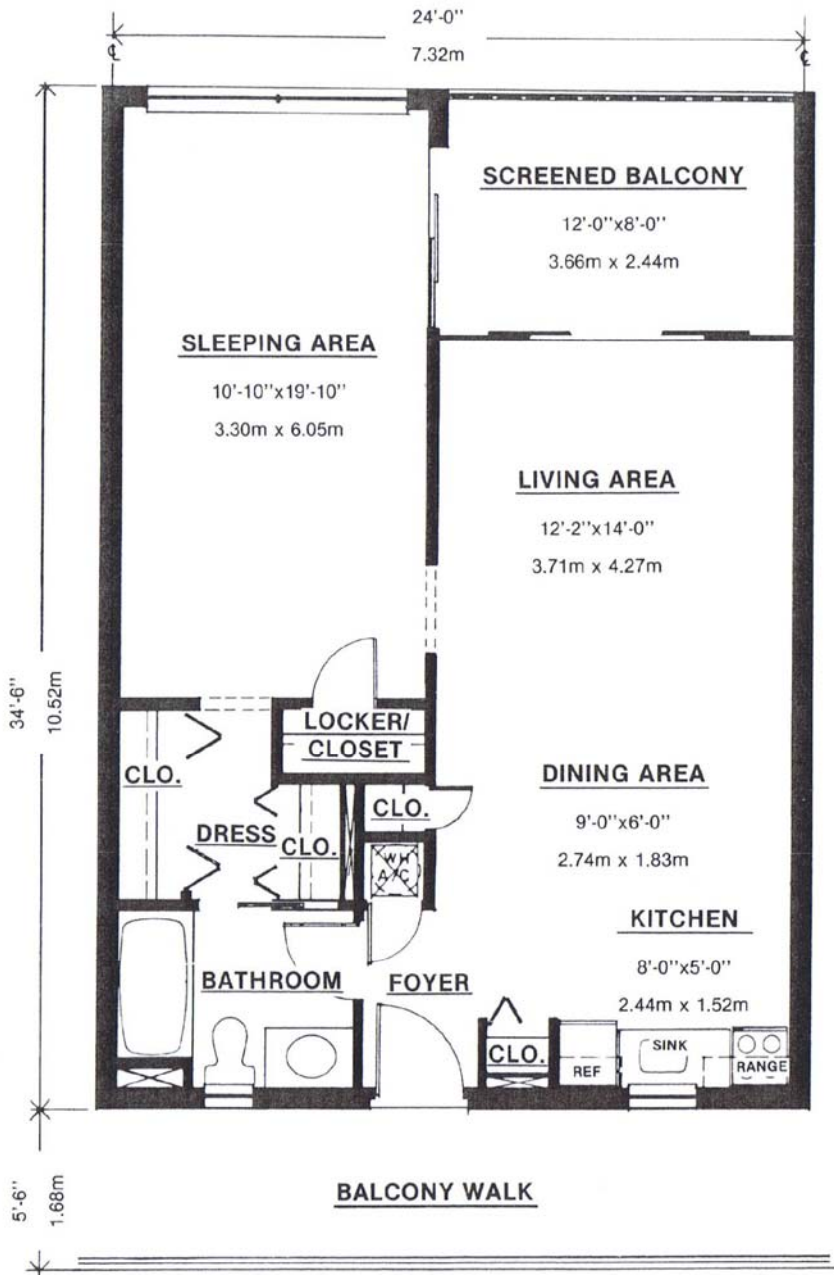 24'-0"
7.32m
SCREENED BALCONY
12'-0"x8'-0"
3.66m x 2.44m
SLEEPING AREA
10'-10"x19'-10"
3.30m x 6.05m
LIVING AREA
12'-2"x14'-0"
3.71m x 4.27m
34'-6"
10.52m
LOCKER/
CLOSET
CLO.
DRESS
CLO.
CLO.
WH
A/C
DINING AREA
9'-0"x6'-0"
2.74m x 1.83m
KITCHEN
8'-0"x5'-0"
2.44m x 1.52m
BATHROOM
FOYER
CLO.
REF
SINK
RANGE
5'-6"
1.68m
BALCONY WALK